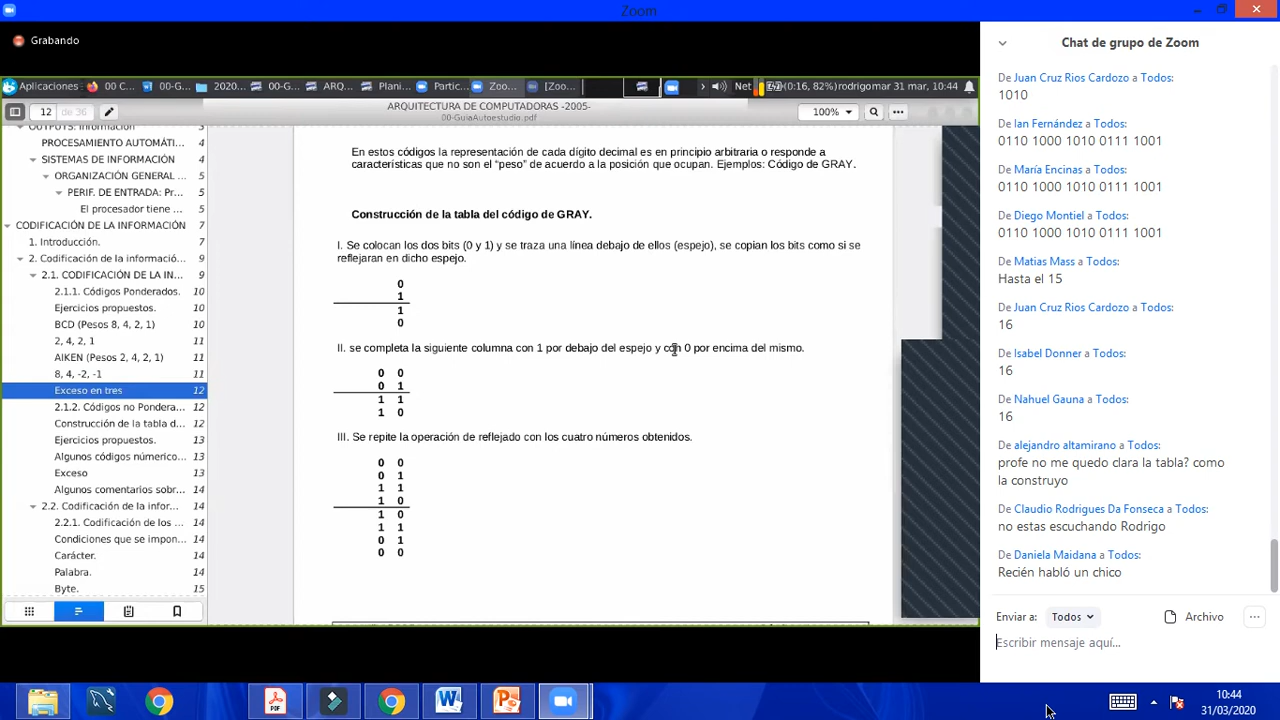 Zoom
Grabando
Aplicaciones
00 C...
00-G...
2020...
00-G...
ARQ...
Plani...
Partic...
Zoo...
[Zoo...
Net
(0:16, 82%)
rodrigomar
31 mar, 10:44
12 de 36
ARQUITECTURA DE COMPUTADORAS -2005-
00-GuiaAutoestudio.pdf
100%
OUTPUTS: Información 5
PROCESAMIENTO AUTOMÁTI... 5
SISTEMAS DE INFORMACIÓN 4
ORGANIZACIÓN GENERAL ... 5
PERIF. DE ENTRADA: Pr... 5
El procesador tiene ... 5
CODIFICACIÓN DE LA INFORMACIÓN 7
1. Introducción. 7
2. Codificación de la informació... 9
2.1. CODIFICACIÓN DE LA IN... 9
2.1.1. Códigos Ponderados. 10
Ejercicios propuestos. 10
BCD (Pesos 8, 4, 2, 1) 10
2, 4, 2, 1 11
AIKEN (Pesos 2, 4, 2, 1) 11
8, 4, -2, -1 11
Exceso en tres 12
2.1.2. Códigos no Pondera... 12
Construcción de la tabla d... 12
Ejercicios propuestos. 13
Algunos códigos númerico... 13
Exceso 13
Algunos comentarios sobr... 14
2.2. Codificación de la infor... 14
2.2.1. Codificación de los ... 14
Condiciones que se impon... 14
Carácter. 14
Palabra. 14
Byte. 15
En estos códigos la representación de cada dígito decimal es en principio arbitraria o responde a
características que no son el “peso” de acuerdo a la posición que ocupan. Ejemplos: Código de GRAY.
Construcción de la tabla del código de GRAY.
I. Se colocan los dos bits (0 y 1) y se traza una línea debajo de ellos (espejo), se copian los bits como si se
reflejaran en dicho espejo.
0
1
1
0
II. se completa la siguiente columna con 1 por debajo del espejo y con 0 por encima del mismo.
0 0
0 1
1 1
1 0
III. Se repite la operación de reflejado con los cuatro números obtenidos.
0 0
0 1
1 1
1 0
1 0
1 1
0 1
0 0
Chat de grupo de Zoom
De Juan Cruz Rios Cardozo a Todos:
1010
De Ian Fernández a Todos:
0110 1000 1010 0111 1001
De María Encinas a Todos:
0110 1000 1010 0111 1001
De Diego Montiel a Todos:
0110 1000 1010 0111 1001
De Matias Mass a Todos:
Hasta el 15
De Juan Cruz Rios Cardozo a Todos:
16
De Isabel Donner a Todos:
16
De Nahuel Gauna a Todos:
16
De alejandro altamirano a Todos:
profe no me quedo clara la tabla? como
la construyo
De Claudio Rodrigues Da Fonseca a Todos:
no estas escuchando Rodrigo
De Daniela Maidana a Todos:
Recién habló un chico
Enviar a: Todos
Archivo
Escribir mensaje aquí...
10:44
31/03/2020